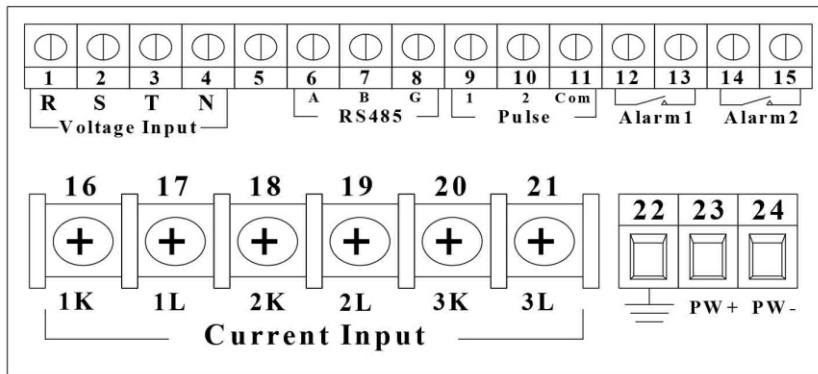 1 2 3 4 5 6 7 8 9 10 11 12 13 14 15
R S T N A B G 1 2 Com
Voltage Input RS485 Pulse Alarm1 Alarm2
16 17 18 19 20 21
22 23 24
1K 1L 2K 2L 3K 3L
PW+ PW-
Current Input